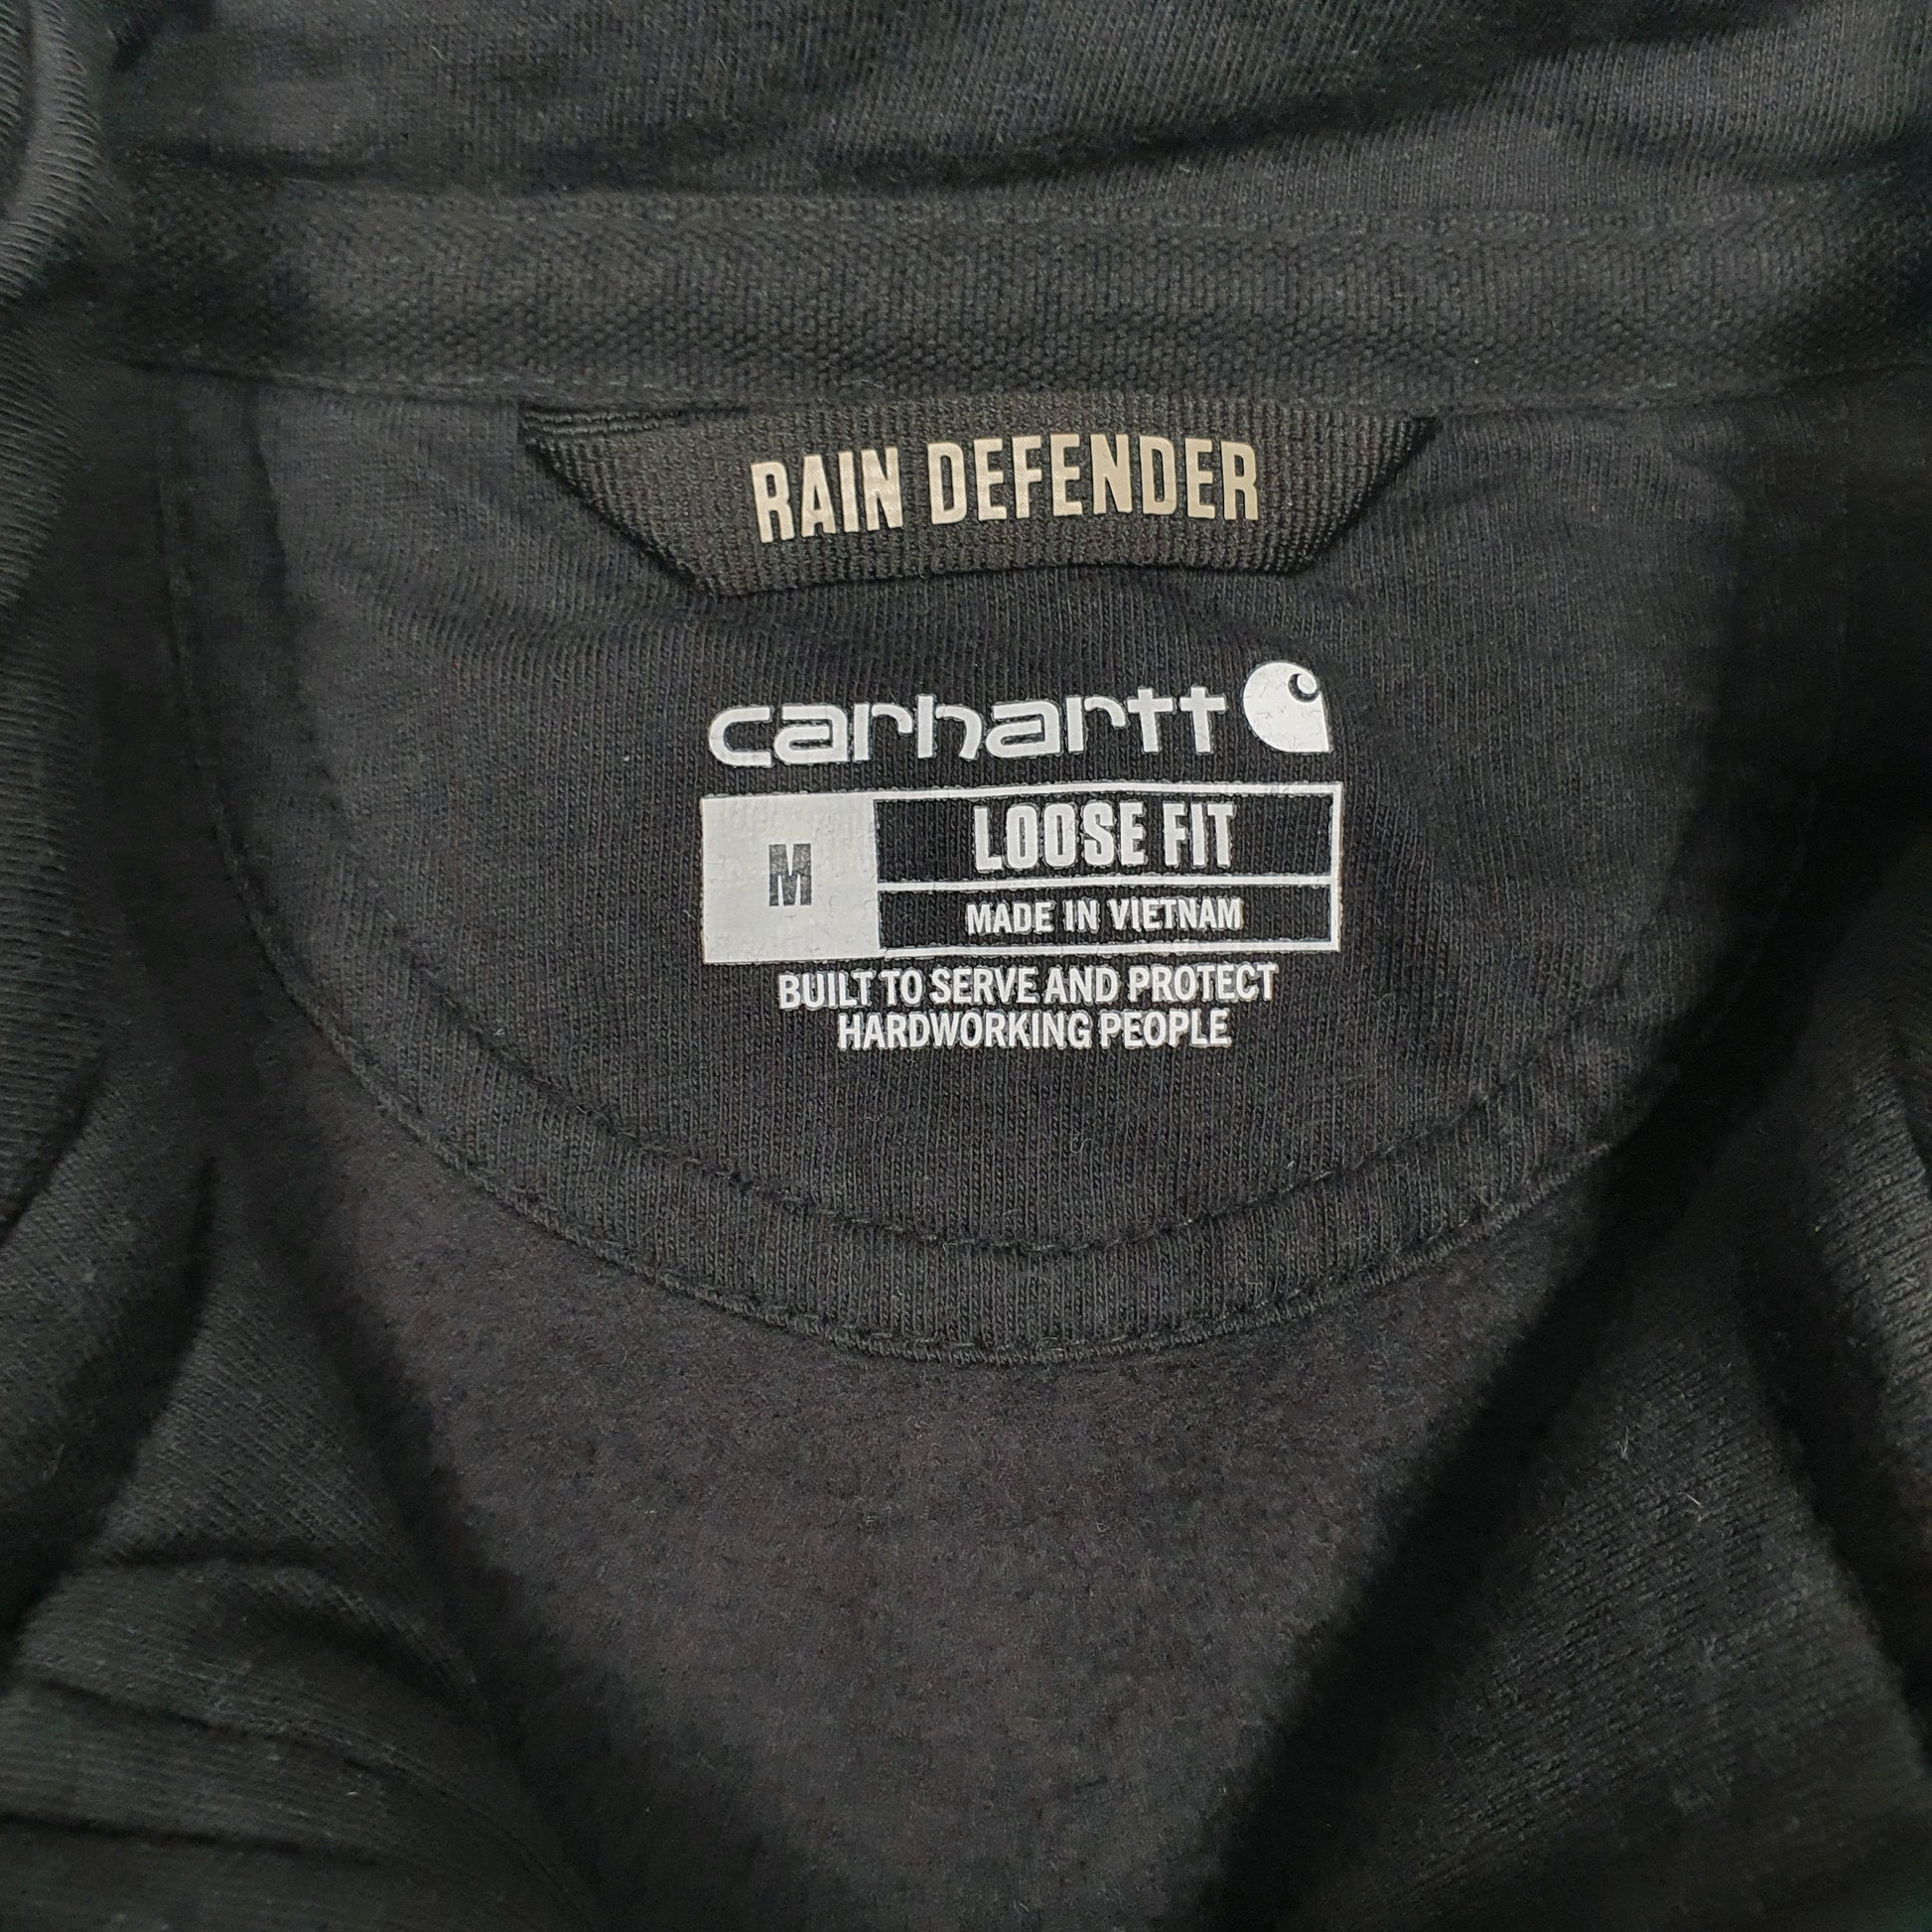 RAIN DEFENDER
carhartt
M
LOOSE FIT
MADE IN VIETNAM
BUILT TO SERVE AND PROTECT
HARDWORKING PEOPLE